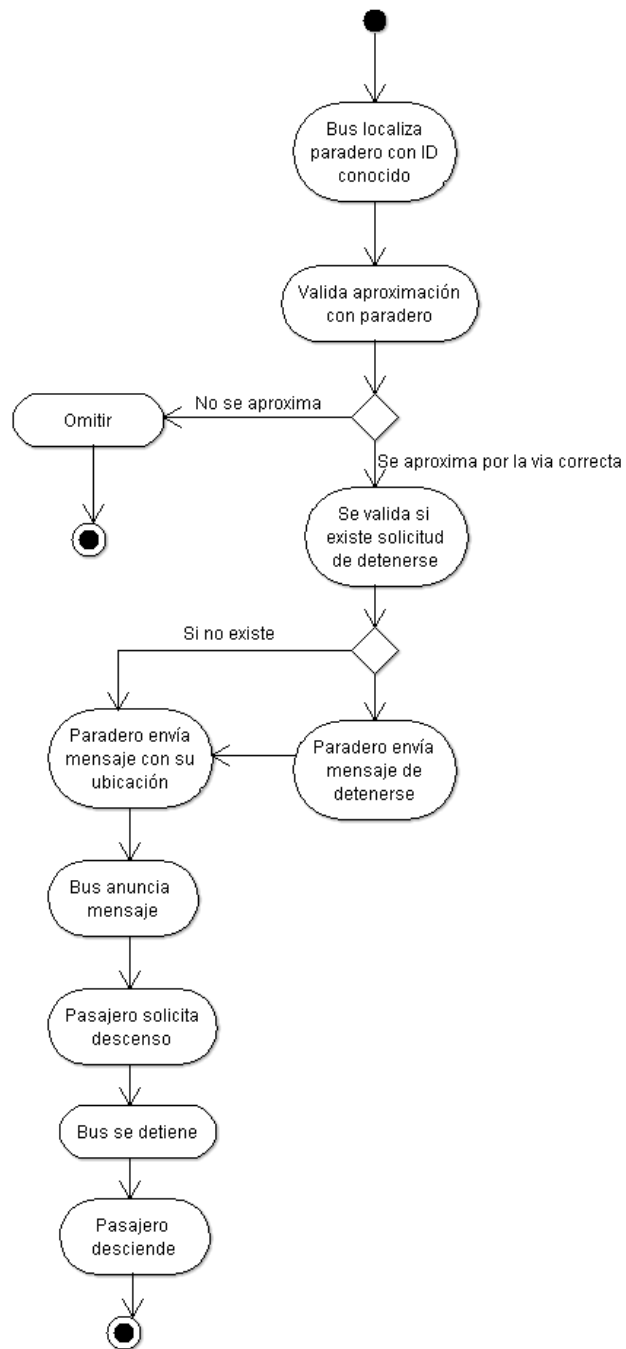 Bus localiza
paradero con ID
conocido
Valida aproximación
con paradero
No se aproxima
Omitir
Se aproxima por la via correcta
Se valida si
existe solicitud
de detenerse
Si no existe
Paradero envía
mensaje con su
ubicación
Paradero envía
mensaje de
detenerse
Bus anuncia
mensaje
Pasajero solicita
descenso
Bus se detiene
Pasajero
desciende